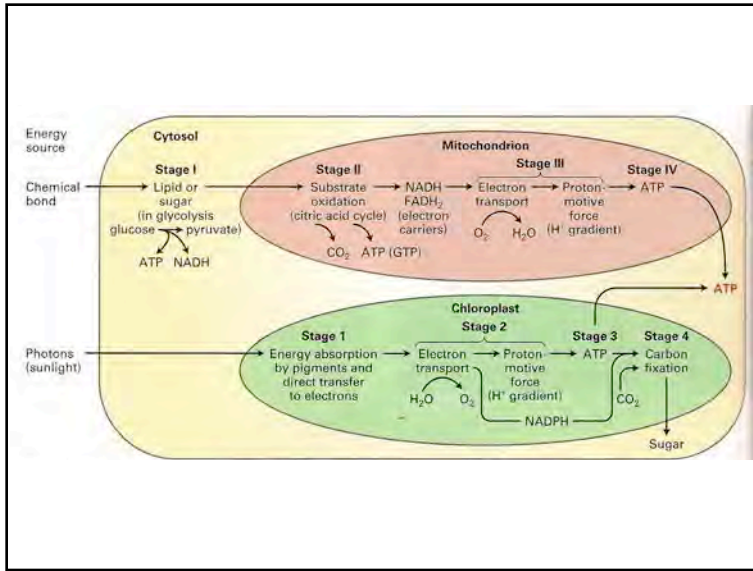 Energy
source
Cytosol
Mitochondrion
Stage I
Stage II
Stage III
Stage IV
Chemical
bond
Lipid or
sugar
(in glycolysis
glucose → pyruvate)
ATP NADH
Substrate
oxidation
(citric acid cycle)
CO₂ ATP (GTP)
NADH
FADH₂
(electron
carriers)
Electron
transport
O₂ H₂O
Proton-
motive
force
(H⁺ gradient)
ATP
ATP
Chloroplast
Stage 1
Stage 2
Stage 3
Stage 4
Photons
(sunlight)
Energy absorption
by pigments and
direct transfer
to electrons
Electron
transport
H₂O O₂
Proton-
motive
force
(H⁺ gradient)
NADPH
ATP
Carbon
fixation
CO₂
Sugar